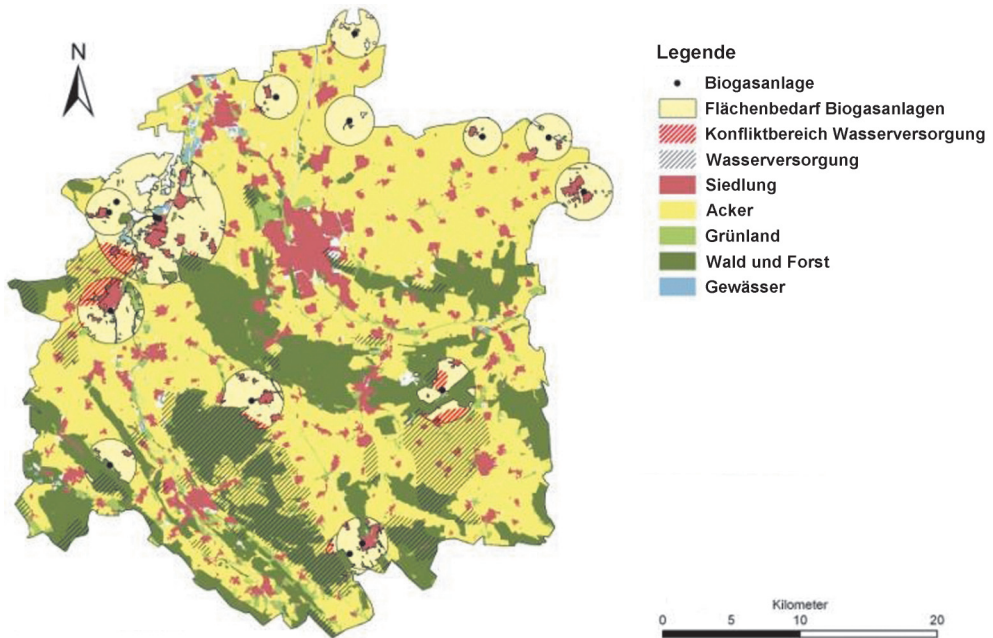 N
Legende
Biogasanlage
Flächenbedarf Biogasanlagen
Konfliktbereich Wasserversorgung
Wasserversorgung
Siedlung
Acker
Grünland
Wald und Forst
Gewässer
Kilometer
0 5 10 20